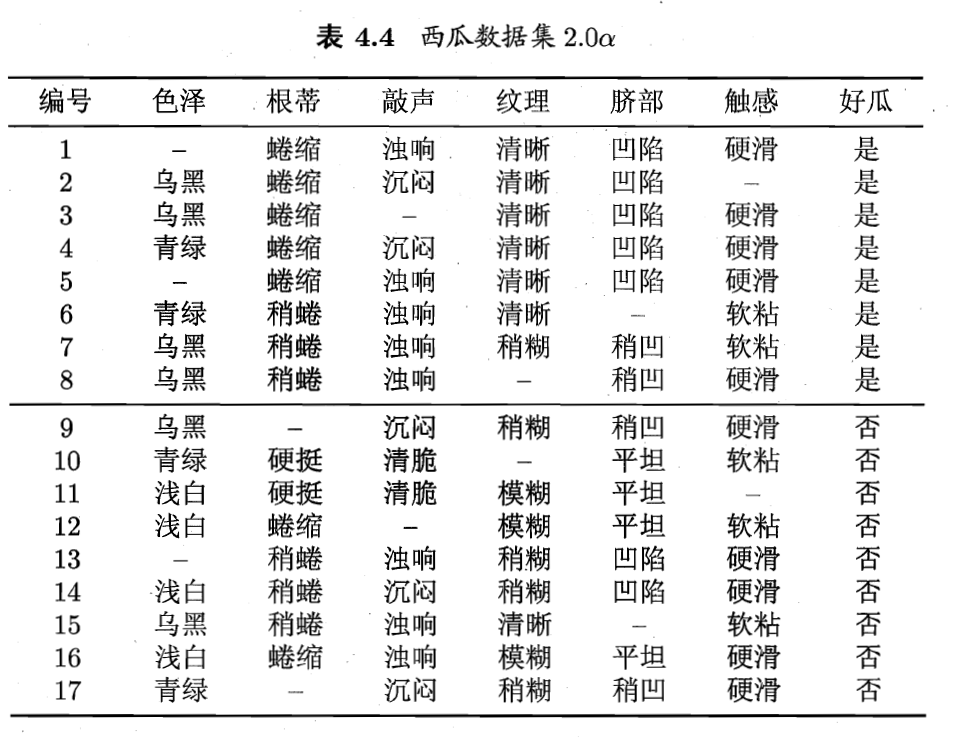 表 4.4 西瓜数据集 2.0α
编号 色泽 根蒂 敲声 纹理 脐部 触感 好瓜
1 – 蜷缩 浊响 清晰 凹陷 硬滑 是
2 乌黑 蜷缩 沉闷 清晰 凹陷 – 是
3 乌黑 蜷缩 – 清晰 凹陷 硬滑 是
4 青绿 蜷缩 沉闷 清晰 凹陷 硬滑 是
5 – 蜷缩 浊响 清晰 凹陷 硬滑 是
6 青绿 稍蜷 浊响 清晰 – 软粘 是
7 乌黑 稍蜷 浊响 稍糊 稍凹 软粘 是
8 乌黑 稍蜷 浊响 – 稍凹 硬滑 是
9 乌黑 – 沉闷 稍糊 稍凹 硬滑 否
10 青绿 硬挺 清脆 – 平坦 软粘 否
11 浅白 硬挺 清脆 模糊 平坦 – 否
12 浅白 蜷缩 – 模糊 平坦 软粘 否
13 – 稍蜷 浊响 稍糊 凹陷 硬滑 否
14 浅白 稍蜷 沉闷 稍糊 凹陷 硬滑 否
15 乌黑 稍蜷 浊响 清晰 – 软粘 否
16 浅白 蜷缩 浊响 模糊 平坦 硬滑 否
17 青绿 – 沉闷 稍糊 稍凹 硬滑 否